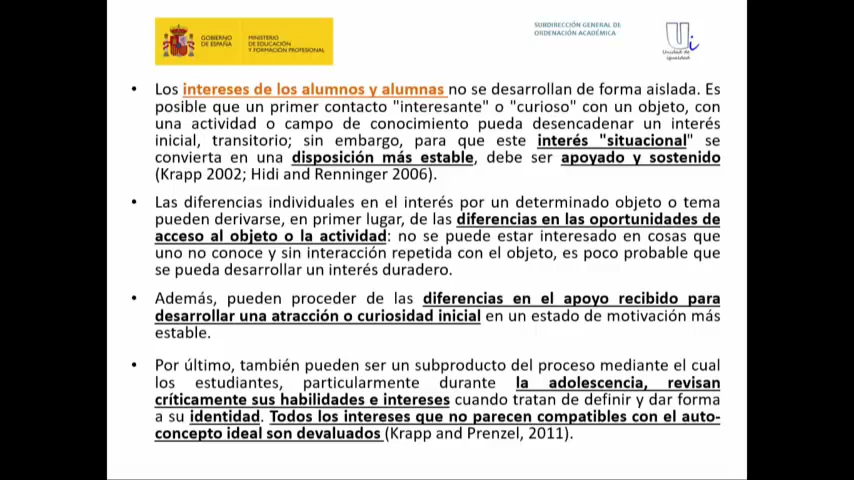 GOBIERNO
DE ESPAÑA
MINISTERIO
DE EDUCACIÓN
Y FORMACIÓN PROFESIONAL
SUBDIRECCIÓN GENERAL DE
ORDENACIÓN ACADÉMICA
Ui
Unidad de
Igualdad
• Los intereses de los alumnos y alumnas no se desarrollan de forma aislada. Es
posible que un primer contacto "interesante" o "curioso" con un objeto, con
una actividad o campo de conocimiento pueda desencadenar un interés
inicial, transitorio; sin embargo, para que este interés "situacional" se
convierta en una disposición más estable, debe ser apoyado y sostenido
(Krapp 2002; Hidi and Renninger 2006).
• Las diferencias individuales en el interés por un determinado objeto o tema
pueden derivarse, en primer lugar, de las diferencias en las oportunidades de
acceso al objeto o la actividad: no se puede estar interesado en cosas que
uno no conoce y sin interacción repetida con el objeto, es poco probable que
se pueda desarrollar un interés duradero.
• Además, pueden proceder de las diferencias en el apoyo recibido para
desarrollar una atracción o curiosidad inicial en un estado de motivación más
estable.
• Por último, también pueden ser un subproducto del proceso mediante el cual
los estudiantes, particularmente durante la adolescencia, revisan
críticamente sus habilidades e intereses cuando tratan de definir y dar forma
a su identidad. Todos los intereses que no parecen compatibles con el auto-
concepto ideal son devaluados (Krapp and Prenzel, 2011).